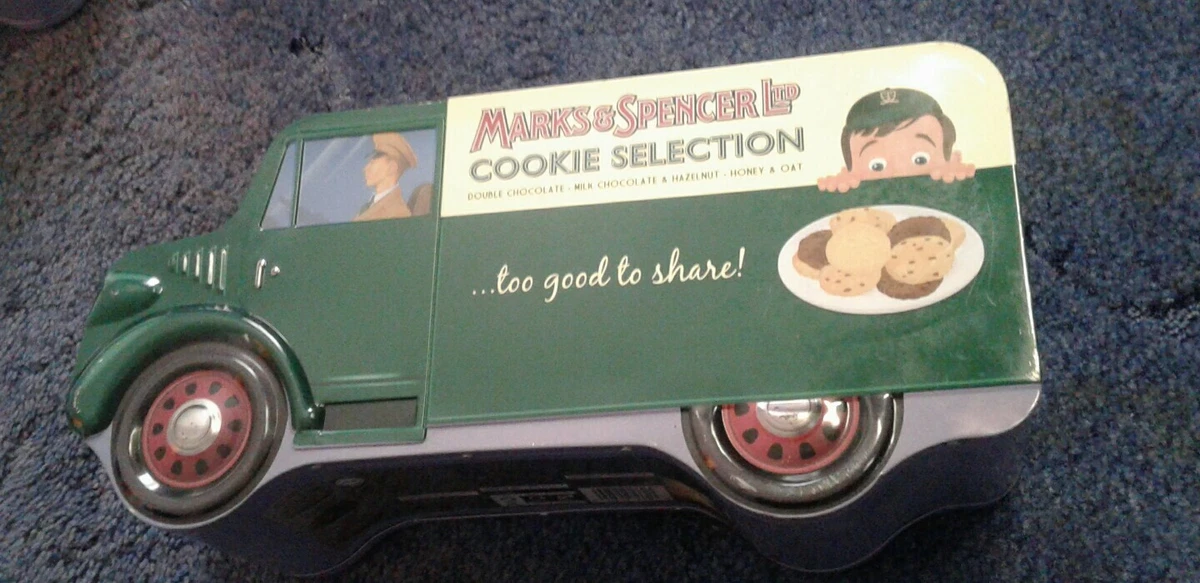 MARKS & SPENCER LTD
COOKIE SELECTION
DOUBLE CHOCOLATE - MILK CHOCOLATE & HAZELNUT - HONEY & OAT
...too good to share!